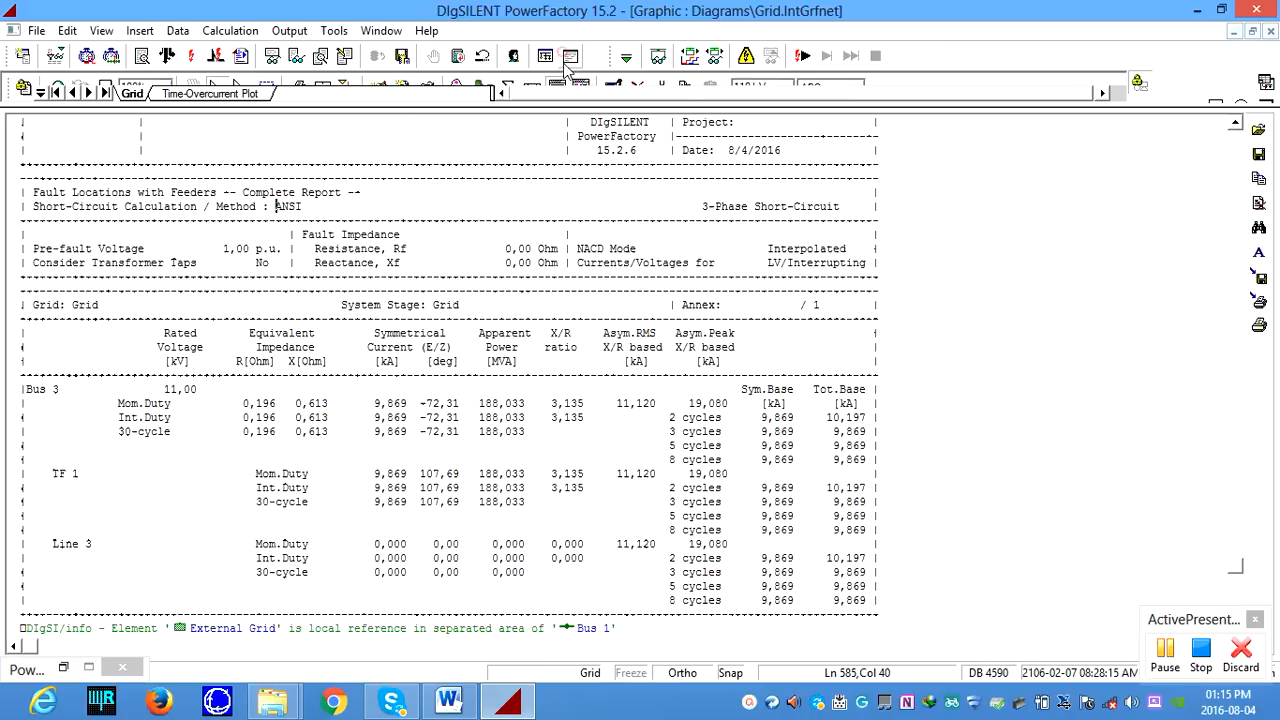 DIgSILENT PowerFactory 15.2 - [Graphic : Diagrams\Grid.IntGrfnet]
File Edit View Insert Data Calculation Output Tools Window Help
Grid Time-Overcurrent Plot
DIgSILENT | Project:
PowerFactory
15.2.6 | Date: 8/4/2016
Fault Locations with Feeders -- Complete Report --
Short-Circuit Calculation / Method : ANSI 3-Phase Short-Circuit
Fault Impedance
Pre-fault Voltage 1,00 p.u. | Resistance, Rf 0,00 Ohm | NACD Mode Interpolated
Consider Transformer Taps No | Reactance, Xf 0,00 Ohm | Currents/Voltages for LV/Interrupting
Grid: Grid System Stage: Grid | Annex: / 1
Rated Equivalent Symmetrical Apparent X/R Asym.RMS Asym.Peak
Voltage Impedance Current (E/Z) Power ratio X/R based X/R based
[kV] R[Ohm] X[Ohm] [kA] [deg] [MVA] [kA] [kA]
Bus 3 11,00 Sym.Base Tot.Base
Mom.Duty 0,196 0,613 9,869 -72,31 188,033 3,135 11,120 19,080 [kA] [kA]
Int.Duty 0,196 0,613 9,869 -72,31 188,033 3,135 2 cycles 9,869 10,197
30-cycle 0,196 0,613 9,869 -72,31 188,033 3 cycles 9,869 9,869
5 cycles 9,869 9,869
8 cycles 9,869 9,869
TF 1 Mom.Duty 9,869 107,69 188,033 3,135 11,120 19,080
Int.Duty 9,869 107,69 188,033 3,135 2 cycles 9,869 10,197
30-cycle 9,869 107,69 188,033 3 cycles 9,869 9,869
5 cycles 9,869 9,869
8 cycles 9,869 9,869
Line 3 Mom.Duty 0,000 0,00 0,000 0,000 11,120 19,080
Int.Duty 0,000 0,00 0,000 0,000 2 cycles 9,869 10,197
30-cycle 0,000 0,00 0,000 3 cycles 9,869 9,869
5 cycles 9,869 9,869
8 cycles 9,869 9,869
DIgSI/info - Element 'External Grid' is local reference in separated area of 'Bus 1'
ActivePresent...
Pause Stop Discard
Pow...
Grid Freeze Ortho Snap Ln 585,Col 40 DB 4590 2106-02-07 08:28:15 AM
01:15 PM
2016-08-04